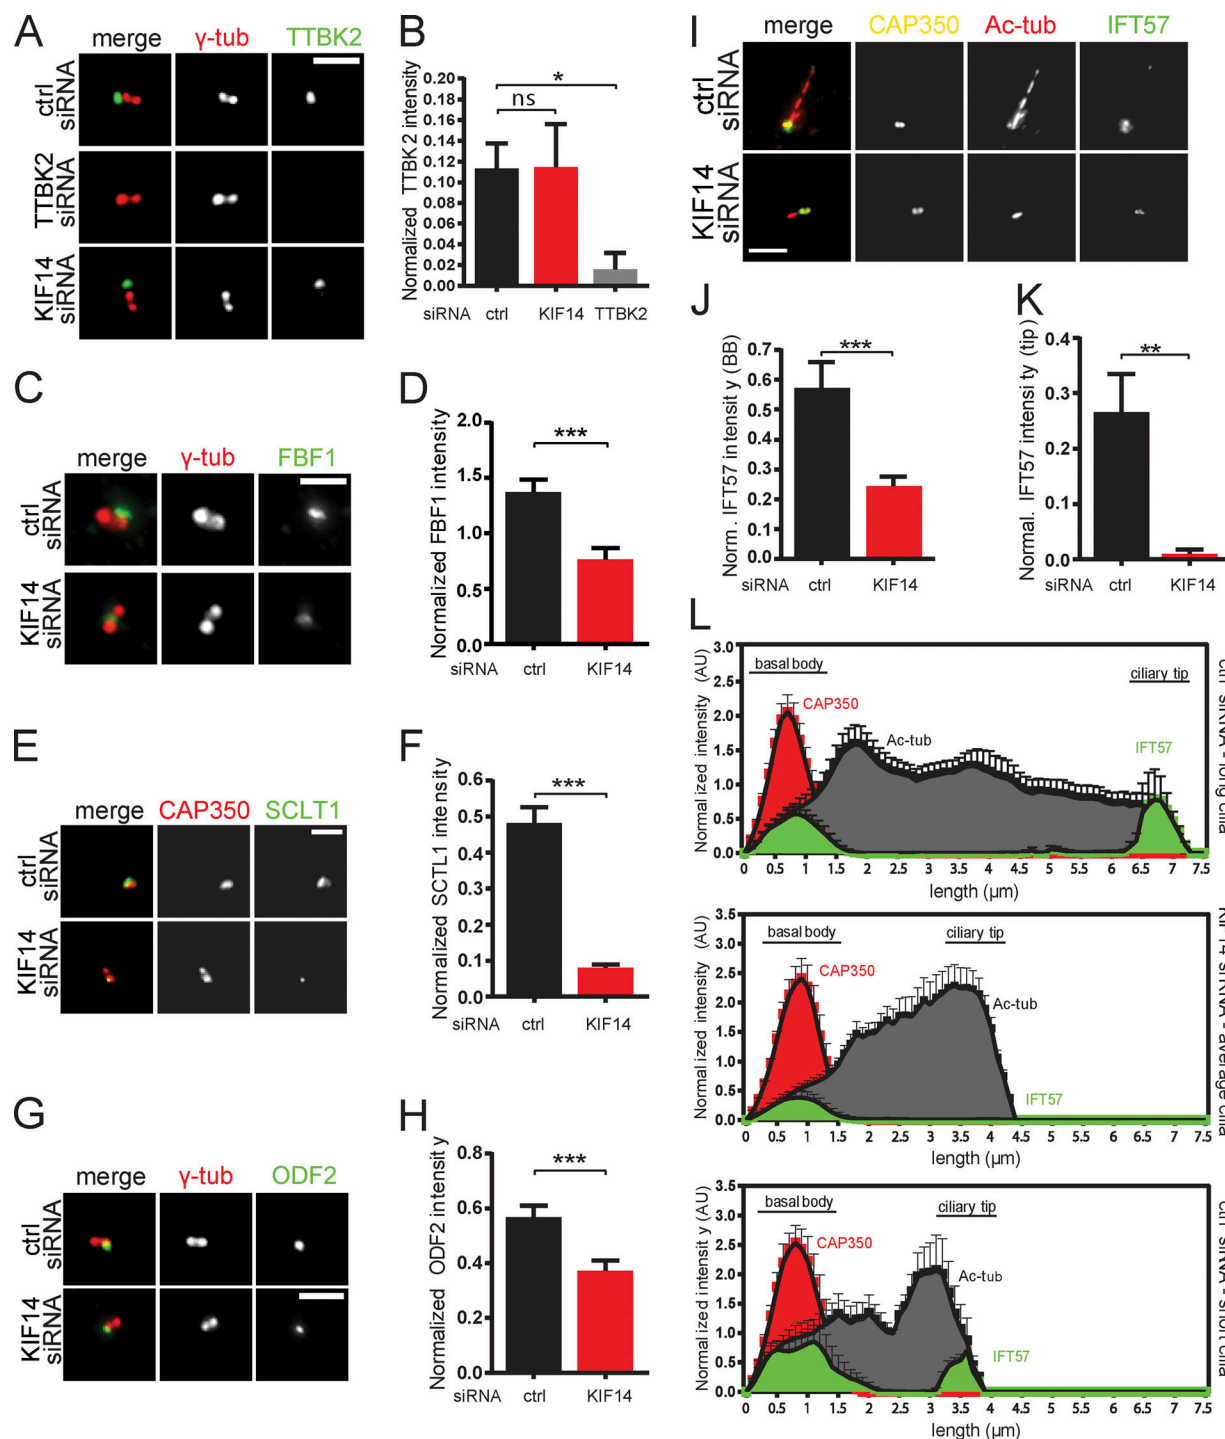 A
merge γ-tub TTBK2
ctrl
siRNA
TTBK2
siRNA
KIF14
siRNA
B
Normalized TTBK2 intensity
0.20
0.18
0.16
0.14
0.12
0.10
0.08
0.06
0.04
0.02
0.00
ns
*
siRNA ctrl KIF14 TTBK2
C
merge γ-tub FBF1
ctrl
siRNA
KIF14
siRNA
D
Normalized FBF1 intensity
2.0
1.5
1.0
0.5
0.0
***
siRNA ctrl KIF14
E
merge CAP350 SCLT1
ctrl
siRNA
KIF14
siRNA
F
Normalized SCTL1 intensity
0.6
0.5
0.4
0.3
0.2
0.1
0.0
***
siRNA ctrl KIF14
G
merge γ-tub ODF2
ctrl
siRNA
KIF14
siRNA
H
Normalized ODF2 intensity
0.8
0.6
0.4
0.2
0.0
***
siRNA ctrl KIF14
I
merge CAP350 Ac-tub IFT57
ctrl
siRNA
KIF14
siRNA
J
Norm. IFT57 intensity (BB)
0.7
0.6
0.5
0.4
0.3
0.2
0.1
0.0
***
siRNA ctrl KIF14
K
Normal. IFT57 intensity (tip)
0.4
0.3
0.2
0.1
0.0
**
siRNA ctrl KIF14
L
Normalized intensity (AU)
3.0
2.5
2.0
1.5
1.0
0.5
0.0
basal body
ciliary tip
CAP350
Ac-tub
IFT57
0 0.5 1 1.5 2 2.5 3 3.5 4 4.5 5 5.5 6 6.5 7 7.5
length (μm)
ctrl siRNA - long cilia
Normalized intensity (AU)
3.5
3.0
2.5
2.0
1.5
1.0
0.5
0.0
basal body
ciliary tip
CAP350
Ac-tub
IFT57
0 0.5 1 1.5 2 2.5 3 3.5 4 4.5 5 5.5 6 6.5 7 7.5
length (μm)
KIF14 siRNA - average cilia
Normalized intensity (AU)
3.5
3.0
2.5
2.0
1.5
1.0
0.5
0.0
basal body
ciliary tip
CAP350
Ac-tub
IFT57
0 0.5 1 1.5 2 2.5 3 3.5 4 4.5 5 5.5 6 6.5 7 7.5
length (μm)
ctrl siRNA - short cilia